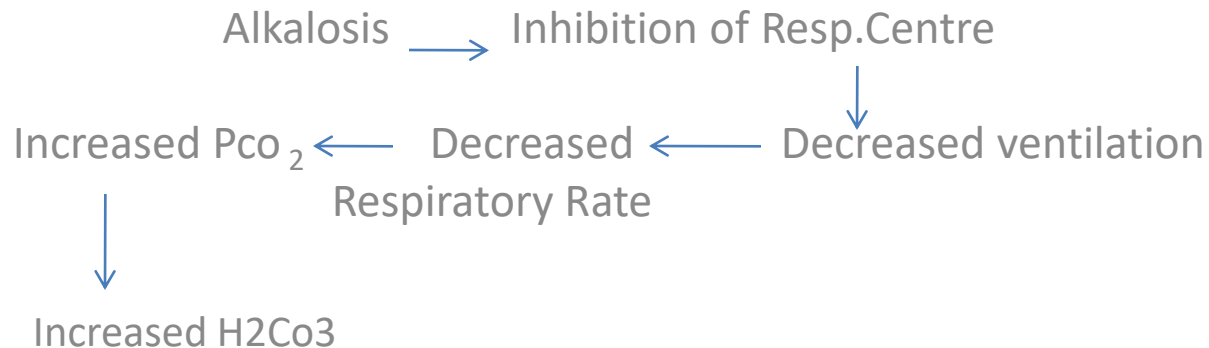 Alkalosis Inhibition of Resp.Centre
Increased Pco 2 Decreased Decreased ventilation
Respiratory Rate
Increased H2Co3